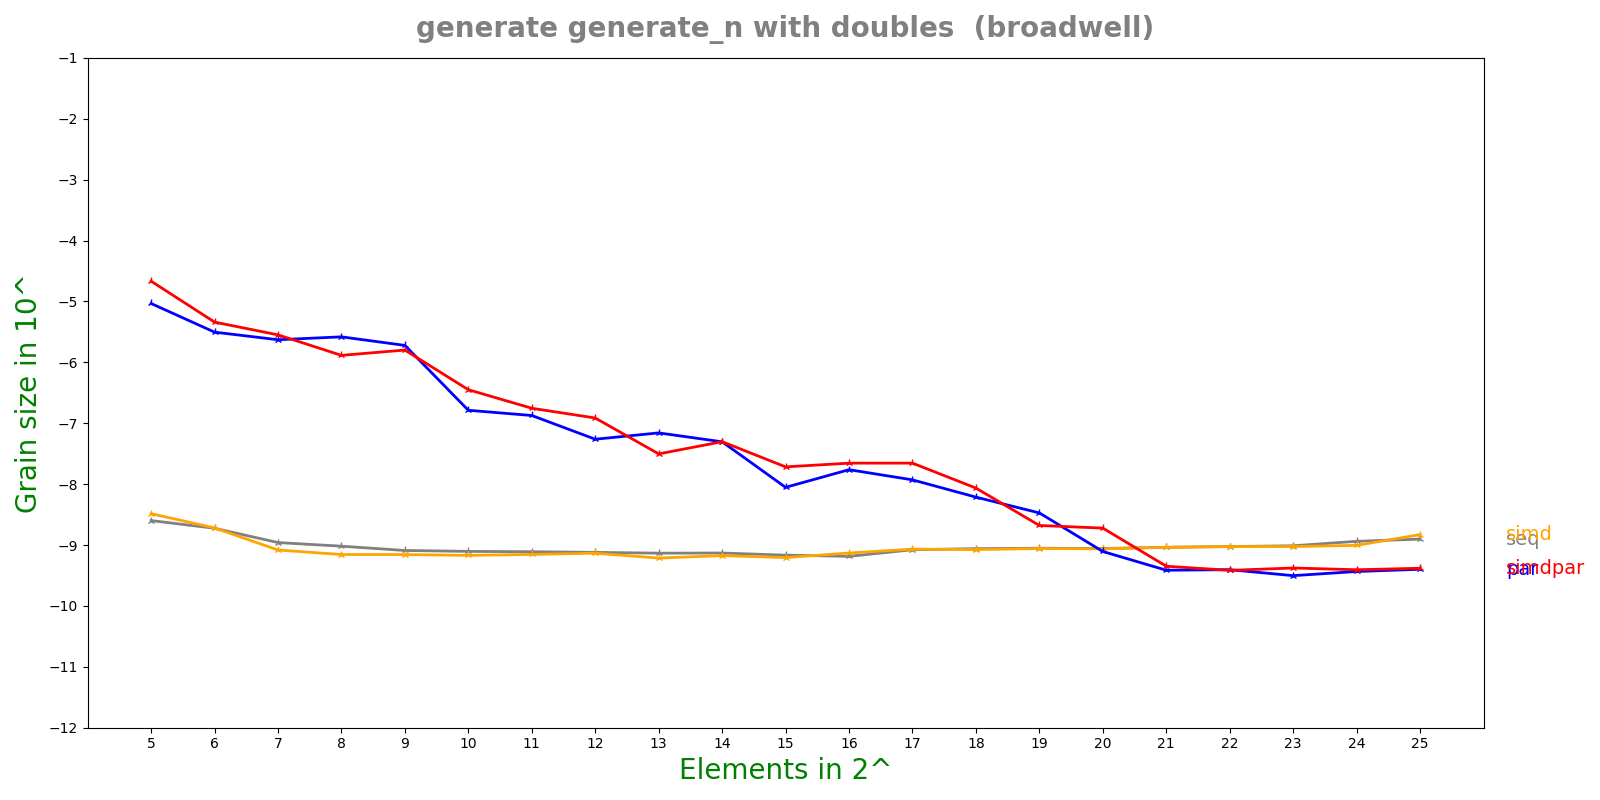 generate generate_n with doubles  (broadwell)
−1
−2
−3
−4
−5
−6
−7
−8
−9
−10
−11
−12
Grain size in 10^
simd
seq
simdpar
par
5 6 7 8 9 10 11 12 13 14 15 16 17 18 19 20 21 22 23 24 25
Elements in 2^